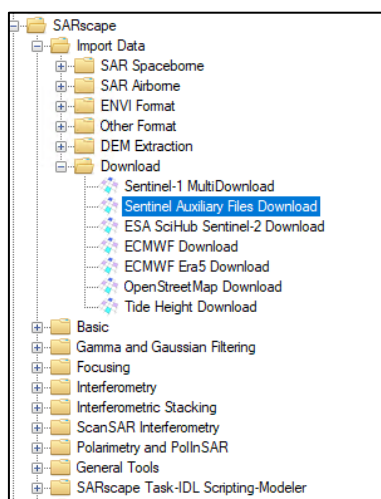 SARscape
Import Data
SAR Spaceborne
SAR Airborne
ENVI Format
Other Format
DEM Extraction
Download
Sentinel-1 MultiDownload
Sentinel Auxiliary Files Download
ESA SciHub Sentinel-2 Download
ECMWF Download
ECMWF Era5 Download
OpenStreetMap Download
Tide Height Download
Basic
Gamma and Gaussian Filtering
Focusing
Interferometry
Interferometric Stacking
ScanSAR Interferometry
Polarimetry and PolInSAR
General Tools
SARscape Task-IDL Scripting-Modeler